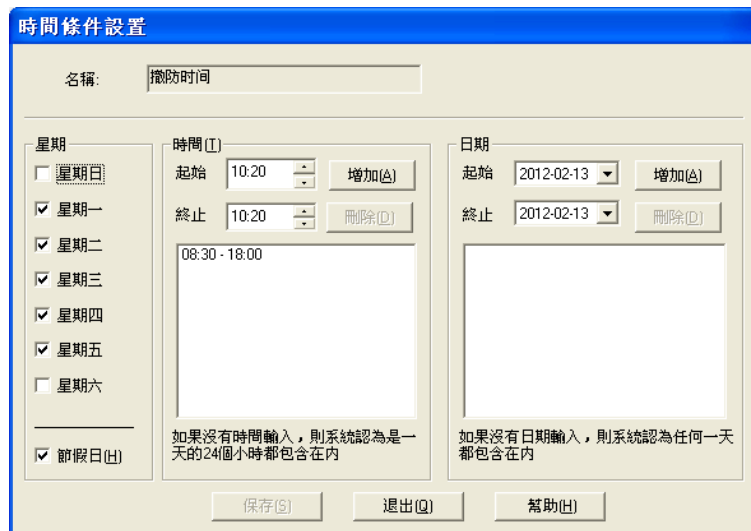 時間條件設置
名稱: 撤防时间
星期
星期日
星期一
星期二
星期三
星期四
星期五
星期六
節假日(H)
時間(T)
起始 10:20 增加(A)
終止 10:20 刪除(D)
08:30 - 18:00
如果沒有時間輸入，則系統認為是一
天的24個小時都包含在内
日期
起始 2012-02-13 增加(A)
終止 2012-02-13 刪除(D)
如果沒有日期輸入，則系統認為任何一天
都包含在内
保存(S) 退出(Q) 幫助(H)